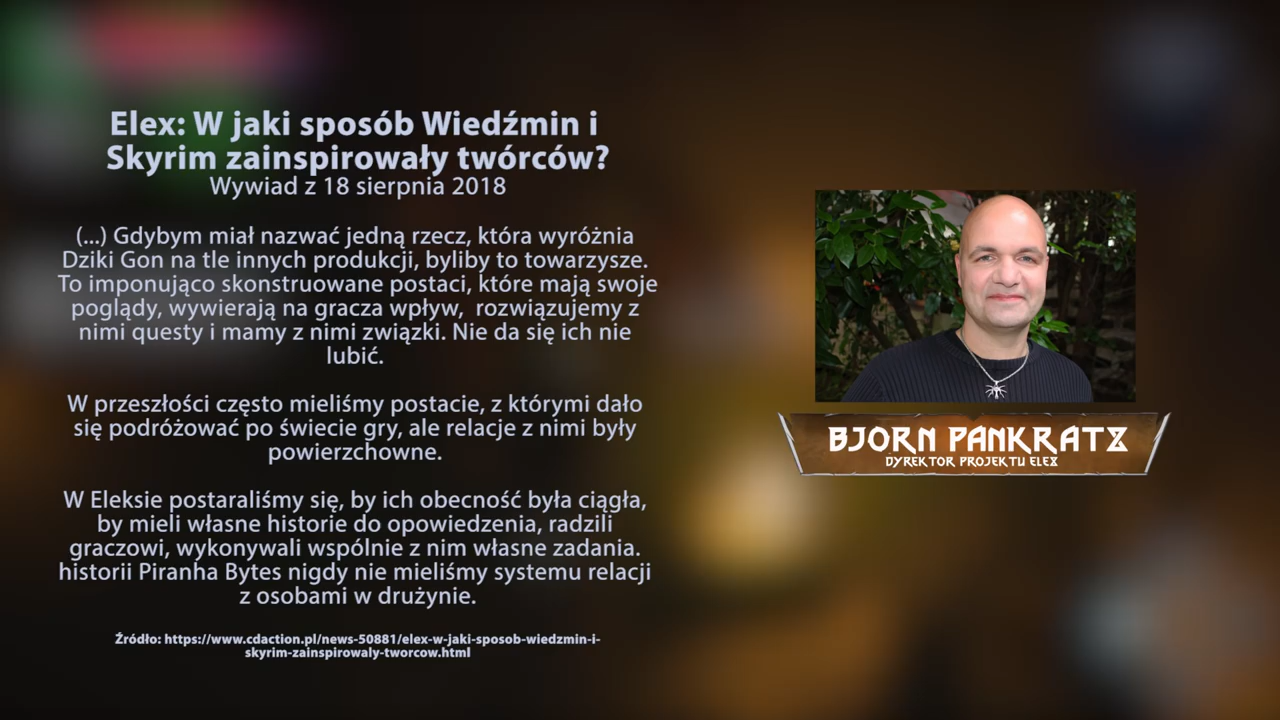 Elex: W jaki sposób Wiedźmin i
Skyrim zainspirowały twórców?
Wywiad z 18 sierpnia 2018
(...) Gdybym miał nazwać jedną rzecz, która wyróżnia
Dziki Gon na tle innych produkcji, byliby to towarzysze.
To imponująco skonstruowane postaci, które mają swoje
poglądy, wywierają na gracza wpływ, rozwiązujemy z
nimi questy i mamy z nimi związki. Nie da się ich nie
lubić.
W przeszłości często mieliśmy postacie, z którymi dało
się podróżować po świecie gry, ale relacje z nimi były
powierzchowne.
W Eleksie postaraliśmy się, by ich obecność była ciągła,
by mieli własne historie do opowiedzenia, radzili
graczowi, wykonywali wspólnie z nim własne zadania.
historii Piranha Bytes nigdy nie mieliśmy systemu relacji
z osobami w drużynie.
Źródło: https://www.cdaction.pl/news-50881/elex-w-jaki-sposob-wiedzmin-i-
skyrim-zainspirowaly-tworcow.html
BJORN PANKRATZ
DYREKTOR PROJEKTU ELEX